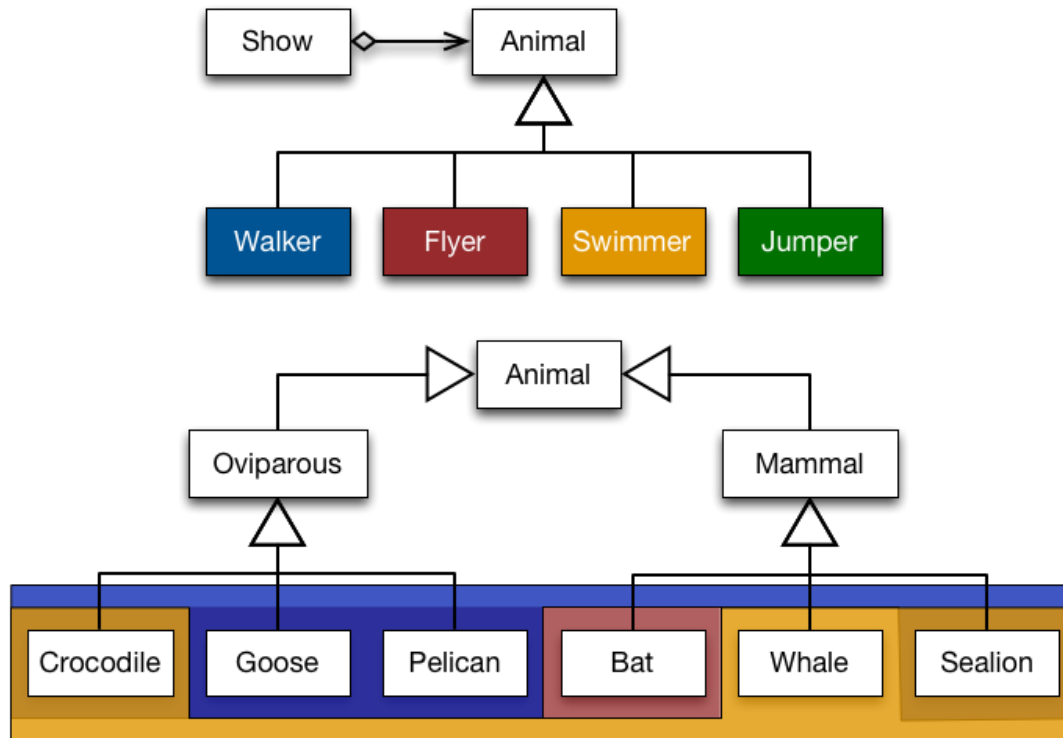 Show
Animal
Walker
Flyer
Swimmer
Jumper
Animal
Oviparous
Mammal
Crocodile
Goose
Pelican
Bat
Whale
Sealion